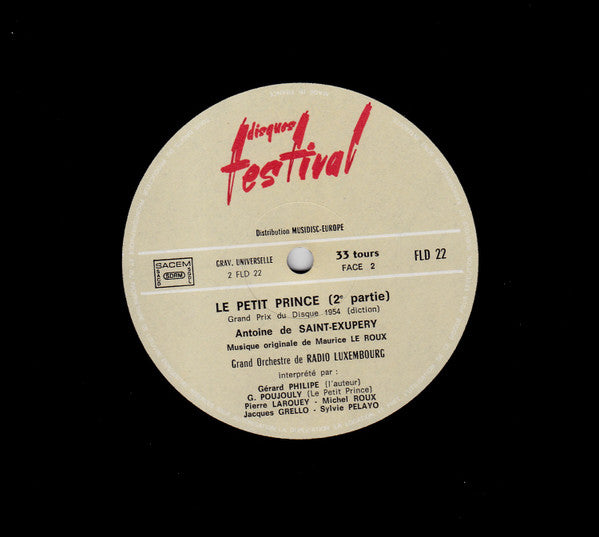 disques
festival
Distribution MUSIDISC-EUROPE
SACEM
SDRM
GRAV. UNIVERSELLE
2 FLD 22
33 tours
FACE 2
FLD 22
LE PETIT PRINCE (2e partie)
Grand Prix du Disque 1954 (diction)
Antoine de SAINT-EXUPERY
Musique originale de Maurice LE ROUX
Grand Orchestre de RADIO LUXEMBOURG
interprété par :
Gérard PHILIPE (l'auteur)
G. POUJOULY (Le Petit Prince)
Pierre LAROUEY - Michel ROUX
Jacques GRELLO - Sylvie PELAYO